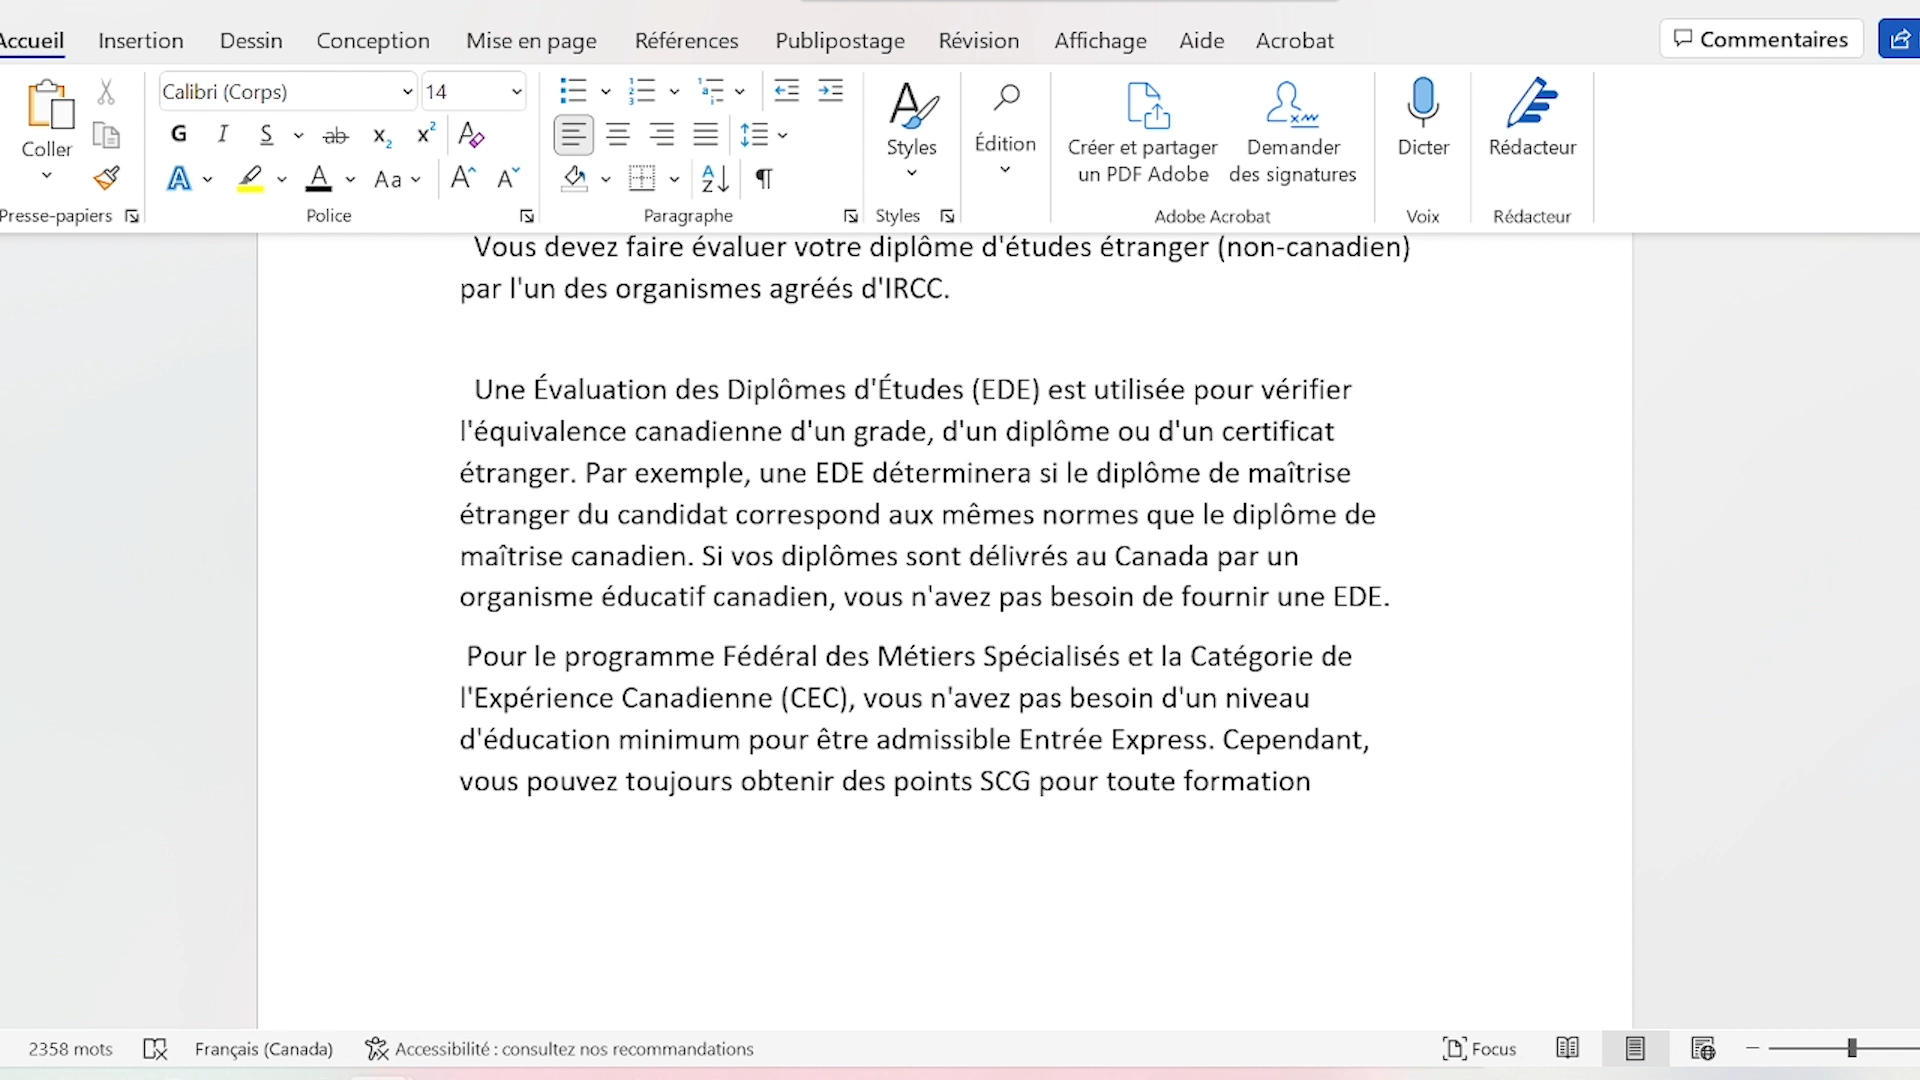 Accueil Insertion Dessin Conception Mise en page Références Publipostage Révision Affichage Aide Acrobat Commentaires
Calibri (Corps) 14
G I S ab x₂ x² A
Coller Styles Édition Créer et partager un PDF Adobe Demander des signatures Dicter Rédacteur
A A Aa A A
Presse-papiers Police Paragraphe Styles Adobe Acrobat Voix Rédacteur
Vous devez faire évaluer votre diplôme d'études étranger (non-canadien)
par l'un des organismes agréés d'IRCC.
Une Évaluation des Diplômes d'Études (EDE) est utilisée pour vérifier
l'équivalence canadienne d'un grade, d'un diplôme ou d'un certificat
étranger. Par exemple, une EDE déterminera si le diplôme de maîtrise
étranger du candidat correspond aux mêmes normes que le diplôme de
maîtrise canadien. Si vos diplômes sont délivrés au Canada par un
organisme éducatif canadien, vous n'avez pas besoin de fournir une EDE.
Pour le programme Fédéral des Métiers Spécialisés et la Catégorie de
l'Expérience Canadienne (CEC), vous n'avez pas besoin d'un niveau
d'éducation minimum pour être admissible Entrée Express. Cependant,
vous pouvez toujours obtenir des points SCG pour toute formation
2358 mots Français (Canada) Accessibilité : consultez nos recommandations Focus